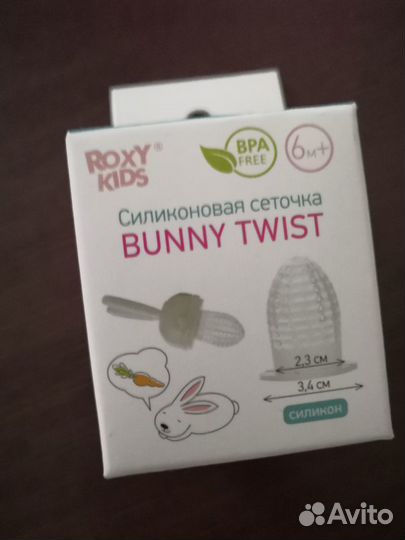 ROXY®
KIDS
BPA
FREE
6м+
Силиконовая сеточка
BUNNY TWIST
2,3 см
3,4 см
силикон
Avito